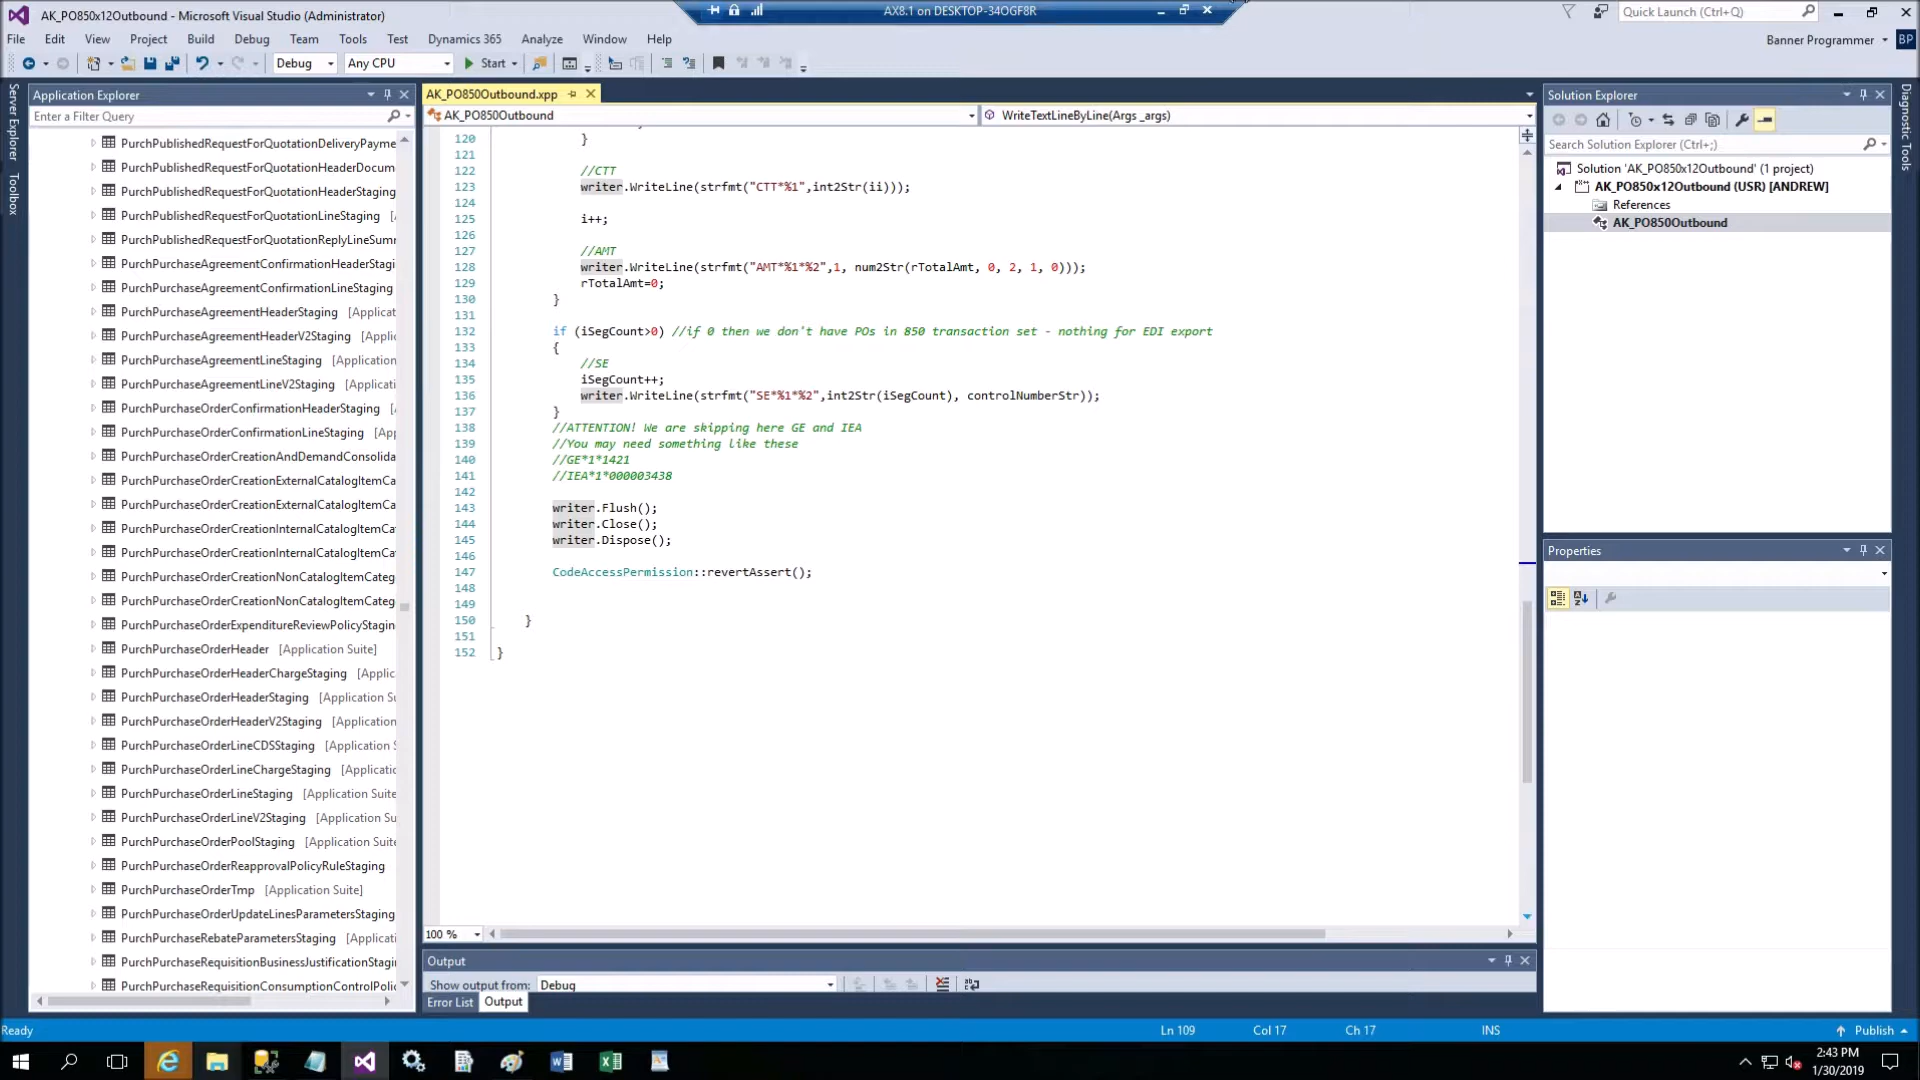 AK_PO850x12Outbound - Microsoft Visual Studio (Administrator)
AX8.1 on DESKTOP-34OGF8R
Quick Launch (Ctrl+Q)
File Edit View Project Build Debug Team Tools Test Dynamics 365 Analyze Window Help
Banner Programmer BP
Debug Any CPU Start
Server Explorer
Toolbox
Application Explorer
Enter a Filter Query
PurchPublishedRequestForQuotationDeliveryPayme
PurchPublishedRequestForQuotationHeaderDocum
PurchPublishedRequestForQuotationHeaderStaging
PurchPublishedRequestForQuotationLineStaging
PurchPublishedRequestForQuotationReplyLineSumm
PurchPurchaseAgreementConfirmationHeaderStagi
PurchPurchaseAgreementConfirmationLineStaging
PurchPurchaseAgreementHeaderStaging [Applicat
PurchPurchaseAgreementHeaderV2Staging [Appli
PurchPurchaseAgreementLineStaging [Application
PurchPurchaseAgreementLineV2Staging [Applicati
PurchPurchaseOrderConfirmationHeaderStaging
PurchPurchaseOrderConfirmationLineStaging [App
PurchPurchaseOrderCreationAndDemandConsolida
PurchPurchaseOrderCreationExternalCatalogItemCa
PurchPurchaseOrderCreationExternalCatalogItemCa
PurchPurchaseOrderCreationInternalCatalogItemCat
PurchPurchaseOrderCreationInternalCatalogItemCat
PurchPurchaseOrderCreationNonCatalogItemCateg
PurchPurchaseOrderCreationNonCatalogItemCateg
PurchPurchaseOrderExpenditureReviewPolicyStagin
PurchPurchaseOrderHeader [Application Suite]
PurchPurchaseOrderHeaderChargeStaging [Applic
PurchPurchaseOrderHeaderStaging [Application Su
PurchPurchaseOrderHeaderV2Staging [Applicatio
PurchPurchaseOrderLineCDSStaging [Application S
PurchPurchaseOrderLineChargeStaging [Applicatio
PurchPurchaseOrderLineStaging [Application Suite
PurchPurchaseOrderLineV2Staging [Application Su
PurchPurchaseOrderPoolStaging [Application Suite
PurchPurchaseOrderReapprovalPolicyRuleStaging
PurchPurchaseOrderTmp [Application Suite]
PurchPurchaseOrderUpdateLinesParametersStaging
PurchPurchaseRebateParametersStaging [Applicati
PurchPurchaseRequisitionBusinessJustificationStagi
PurchPurchaseRequisitionConsumptionControlPolic
AK_PO850Outbound.xpp
AK_PO850Outbound WriteTextLineByLine(Args _args)
120 }
121
122 //CTT
123 writer.WriteLine(strfmt("CTT*%1",int2Str(ii)));
124
125 i++;
126
127 //AMT
128 writer.WriteLine(strfmt("AMT*%1*%2",1, num2Str(rTotalAmt, 0, 2, 1, 0)));
129 rTotalAmt=0;
130 }
131
132 if (iSegCount>0) //if 0 then we don't have POs in 850 transaction set - nothing for EDI export
133 {
134 //SE
135 iSegCount++;
136 writer.WriteLine(strfmt("SE*%1*%2",int2Str(iSegCount), controlNumberStr));
137 }
138 //ATTENTION! We are skipping here GE and IEA
139 //You may need something like these
140 //GE*1*1421
141 //IEA*1*000003438
142
143 writer.Flush();
144 writer.Close();
145 writer.Dispose();
146
147 CodeAccessPermission::revertAssert();
148
149
150 }
151
152 }
100 %
Output
Show output from: Debug
Error List Output
Solution Explorer
Search Solution Explorer (Ctrl+;)
Solution 'AK_PO850x12Outbound' (1 project)
AK_PO850x12Outbound (USR) [ANDREW]
References
AK_PO850Outbound
Properties
Diagnostic Tools
Ready Ln 109 Col 17 Ch 17 INS Publish
2:43 PM
1/30/2019